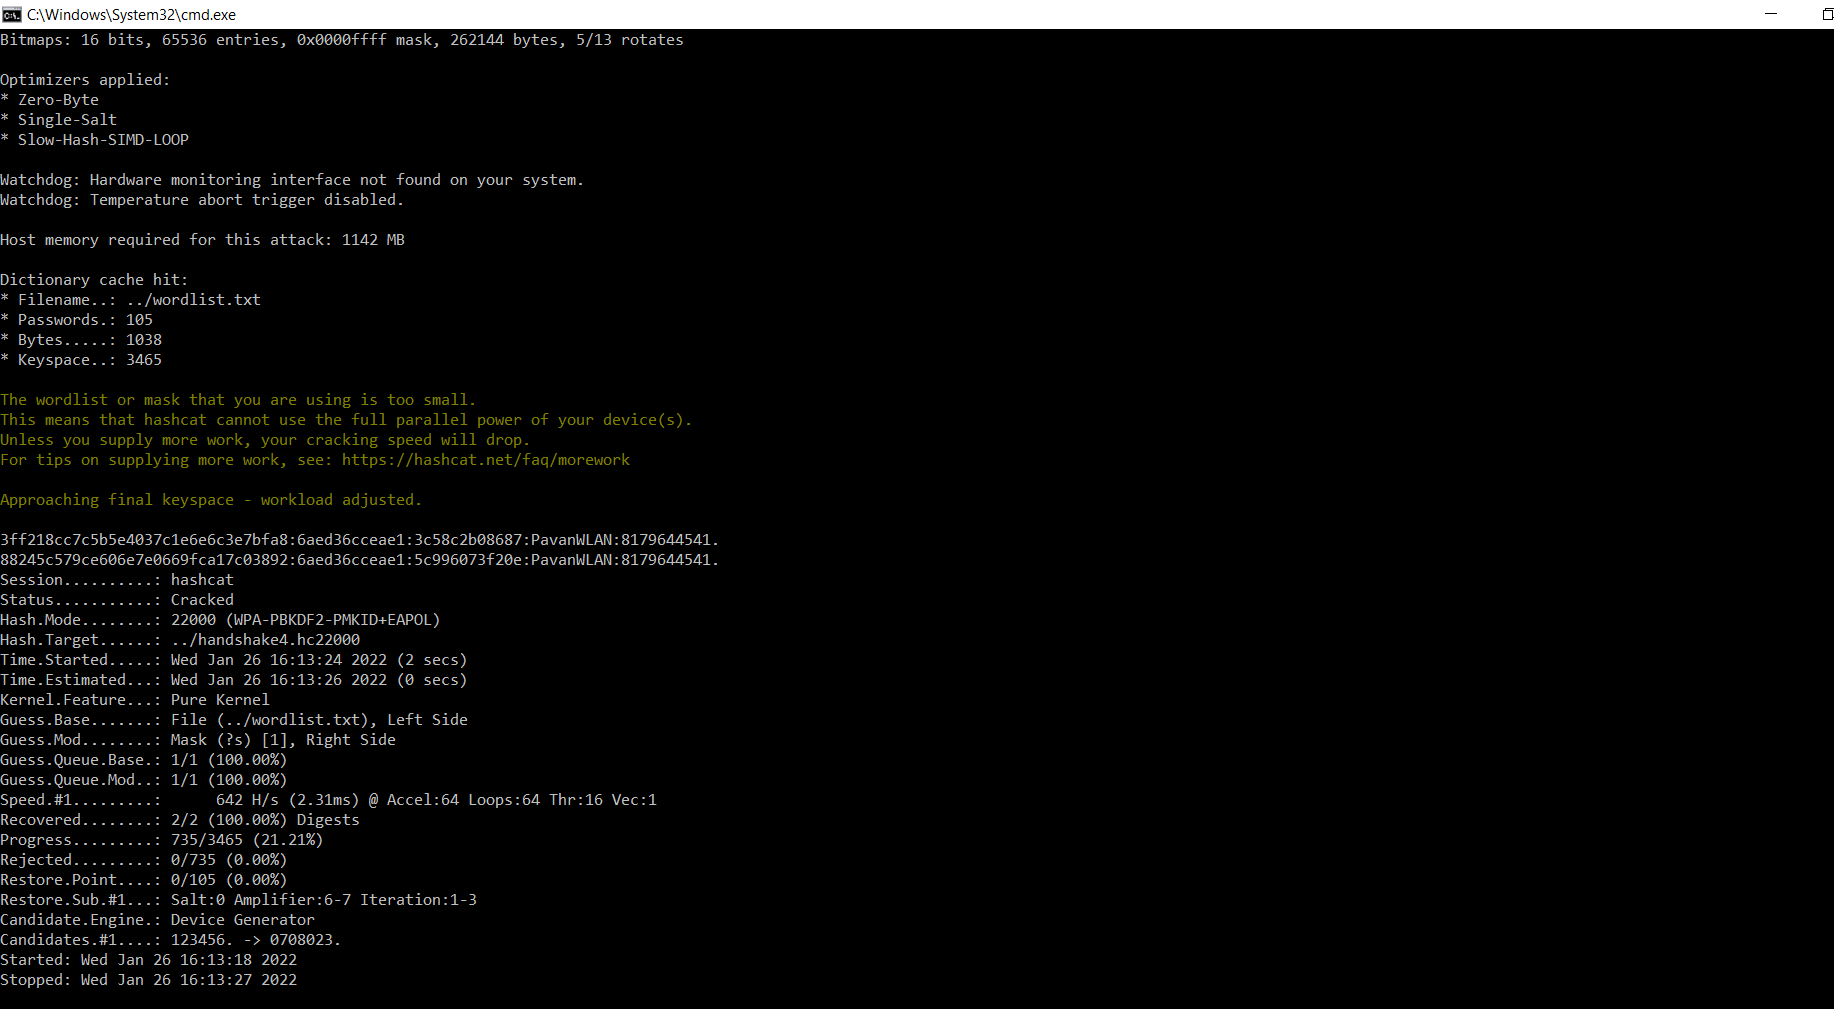 C:\Windows\System32\cmd.exe
Bitmaps: 16 bits, 65536 entries, 0x0000ffff mask, 262144 bytes, 5/13 rotates
Optimizers applied:
* Zero-Byte
* Single-Salt
* Slow-Hash-SIMD-LOOP
Watchdog: Hardware monitoring interface not found on your system.
Watchdog: Temperature abort trigger disabled.
Host memory required for this attack: 1142 MB
Dictionary cache hit:
* Filename..: ../wordlist.txt
* Passwords.: 105
* Bytes.....: 1038
* Keyspace..: 3465
The wordlist or mask that you are using is too small.
This means that hashcat cannot use the full parallel power of your device(s).
Unless you supply more work, your cracking speed will drop.
For tips on supplying more work, see: https://hashcat.net/faq/morework
Approaching final keyspace - workload adjusted.
3ff218cc7c5b5e4037c1e6e6c3e7bfa8:6aed36cceae1:3c58c2b08687:PavanWLAN:8179644541.
88245c579ce606e7e0669fca17c03892:6aed36cceae1:5c996073f20e:PavanWLAN:8179644541.
Session..........: hashcat
Status...........: Cracked
Hash.Mode........: 22000 (WPA-PBKDF2-PMKID+EAPOL)
Hash.Target......: ../handshake4.hc22000
Time.Started.....: Wed Jan 26 16:13:24 2022 (2 secs)
Time.Estimated...: Wed Jan 26 16:13:26 2022 (0 secs)
Kernel.Feature...: Pure Kernel
Guess.Base.......: File (../wordlist.txt), Left Side
Guess.Mod........: Mask (?s) [1], Right Side
Guess.Queue.Base.: 1/1 (100.00%)
Guess.Queue.Mod..: 1/1 (100.00%)
Speed.#1.........:      642 H/s (2.31ms) @ Accel:64 Loops:64 Thr:16 Vec:1
Recovered........: 2/2 (100.00%) Digests
Progress.........: 735/3465 (21.21%)
Rejected.........: 0/735 (0.00%)
Restore.Point....: 0/105 (0.00%)
Restore.Sub.#1...: Salt:0 Amplifier:6-7 Iteration:1-3
Candidate.Engine.: Device Generator
Candidates.#1....: 123456. -> 0708023.
Started: Wed Jan 26 16:13:18 2022
Stopped: Wed Jan 26 16:13:27 2022